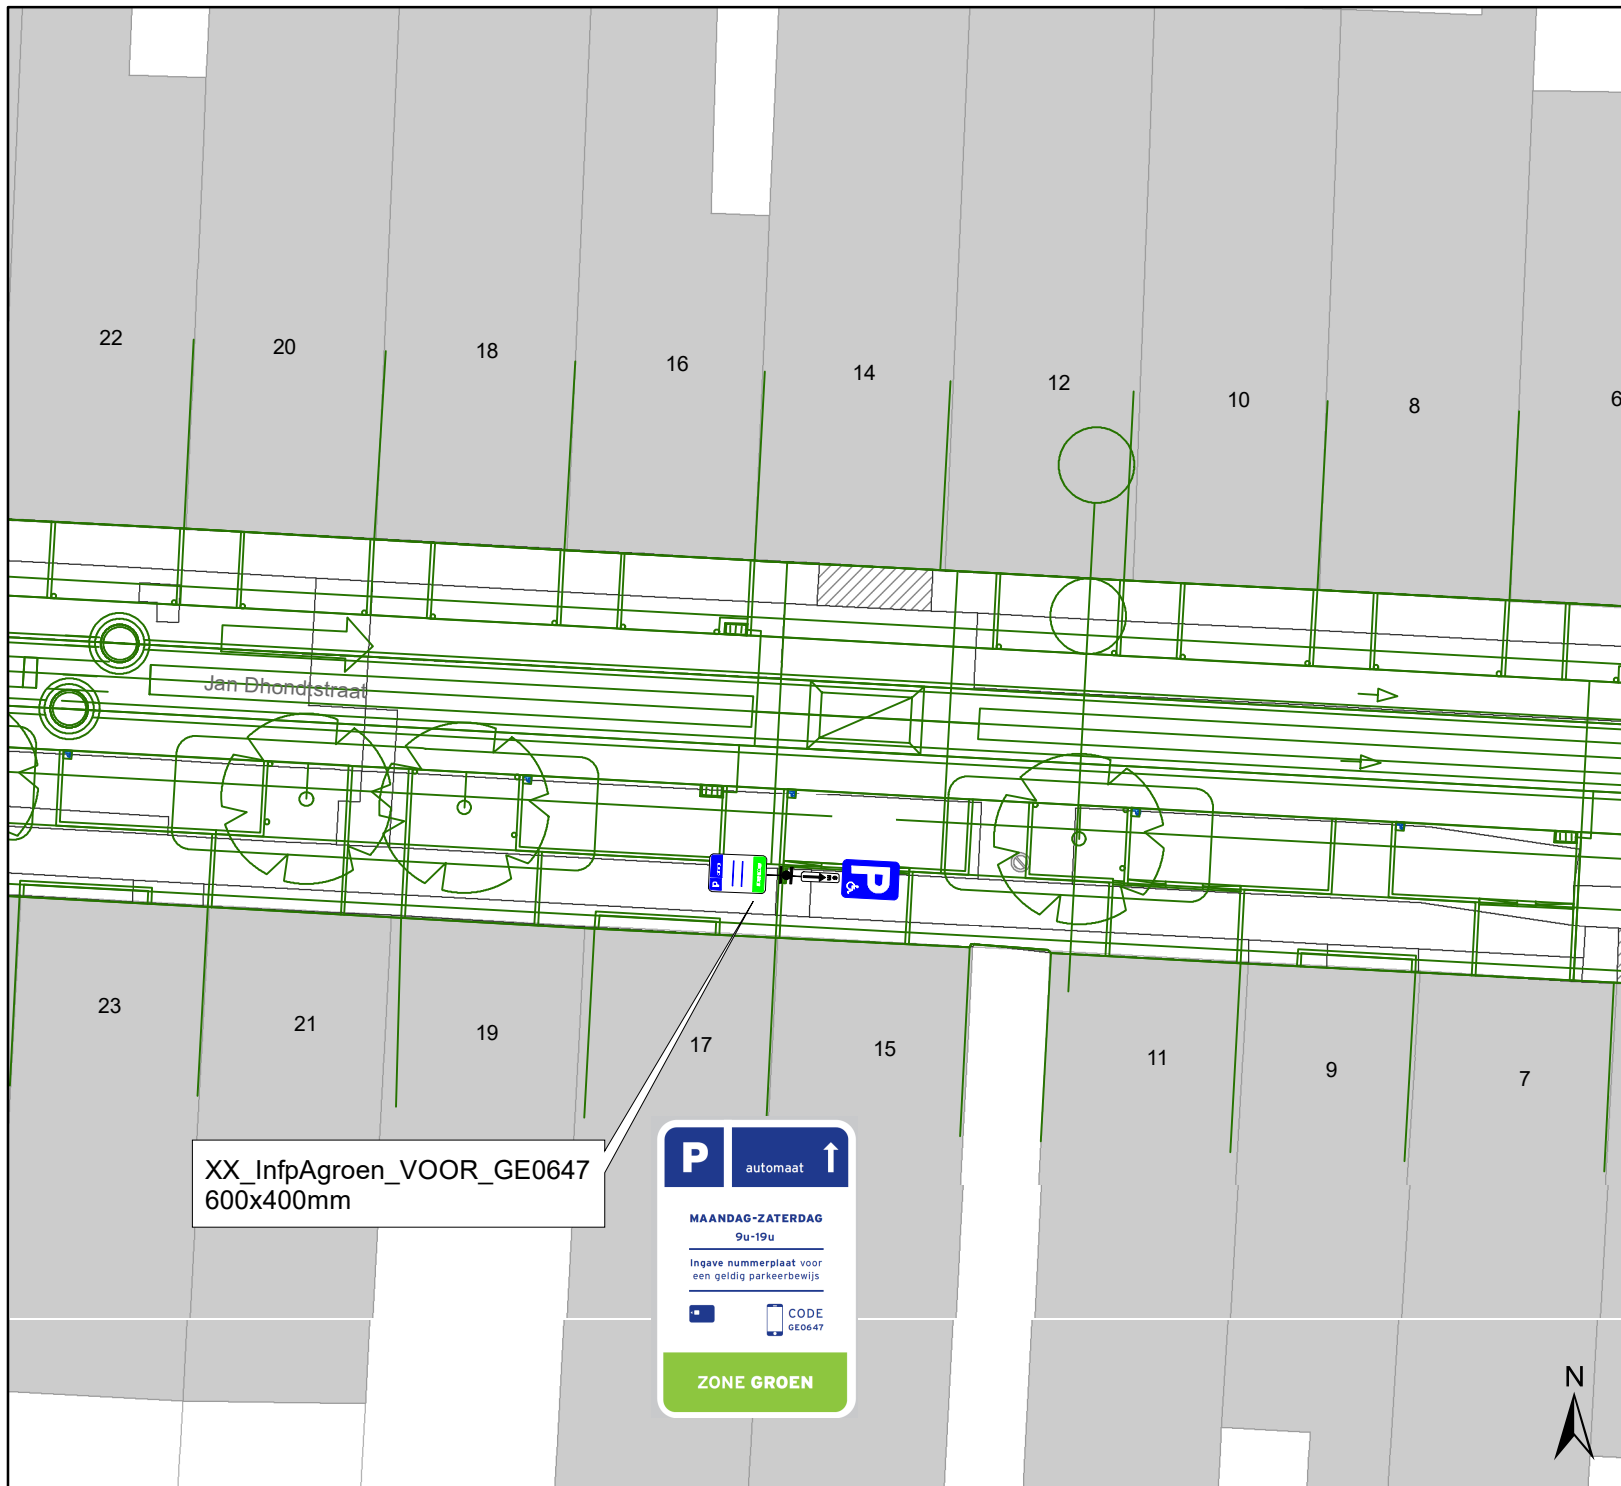 22
20
18
16
14
12
10
8
6
Jan Dhondtstraat
P
23
21
19
17
15
11
9
7
XX_InfpAgroen_VOOR_GE0647
600x400mm
P
automaat
MAANDAG-ZATERDAG
9u-19u
Ingave nummerplaat voor
een geldig parkeerbewijs
CODE
GE0647
ZONE GROEN
N